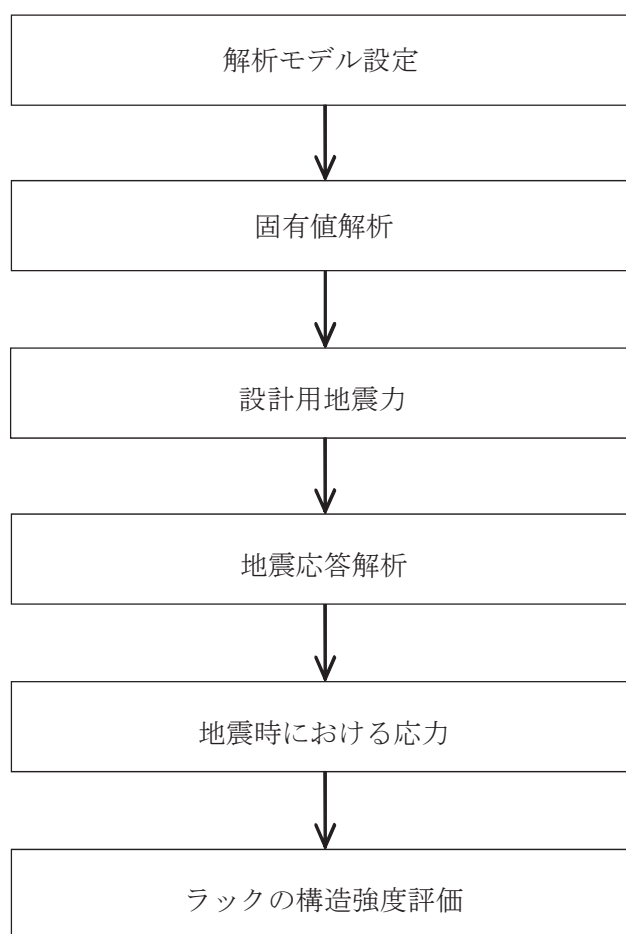 解析モデル設定
固有値解析
設計用地震力
地震応答解析
地震時における応力
ラックの構造強度評価